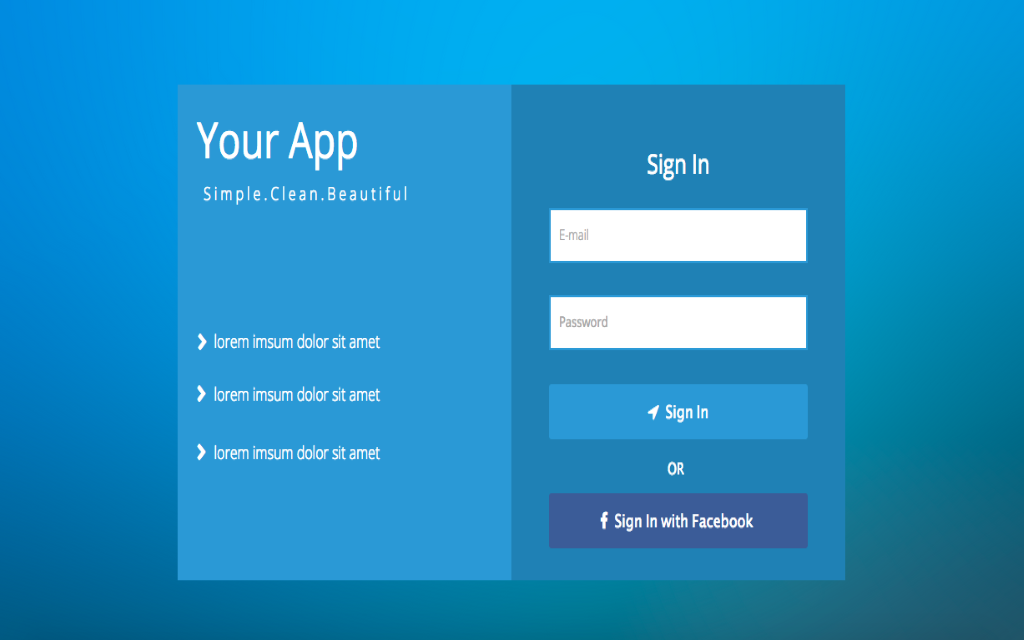 Your App
Simple.Clean.Beautiful
lorem imsum dolor sit amet
lorem imsum dolor sit amet
lorem imsum dolor sit amet
Sign In
E-mail
Password
Sign In
OR
Sign In with Facebook